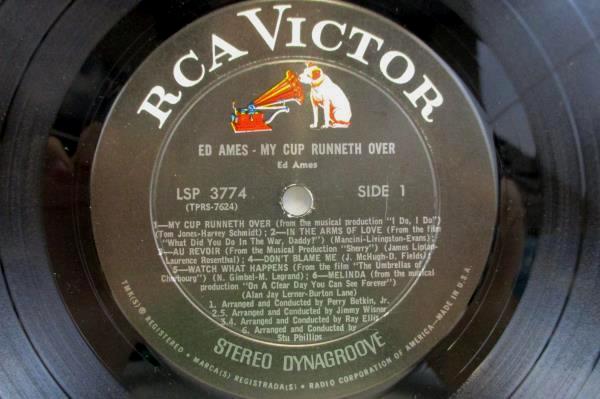 RCA VICTOR
ED AMES - MY CUP RUNNETH OVER
Ed Ames
LSP 3774
SIDE 1
(TPRS-7624)
1—MY CUP RUNNETH OVER (from the musical production "I Do, I Do")
(Tom Jones-Harvey Schmidt); 2—IN THE ARMS OF LOVE (From the film
"What Did You Do In The War, Daddy?") (Mancini-Livingston-Evans);
3—AU REVOIR (From the Musical Production "Sherry") (James Lipton-
Laurence Rosenthal); 4—DON'T BLAME ME (J. McHugh-D. Fields);
5—WATCH WHAT HAPPENS (From the film "The Umbrellas of
Cherbourg") (N. Gimbel-M. Legrand); 6—MELINDA (from the musical
production "On A Clear Day You Can See Forever")
(Alan Jay Lerner-Burton Lane)
1. Arranged and Conducted by Perry Botkin, Jr.
2.5. Arranged and Conducted by Jimmy Wisner
3.4. Arranged and Conducted by Ray Ellis
6. Arranged and Conducted by
Stu Phillips
STEREO DYNAGROOVE
TMK(S) ® REGISTERED • MARCA(S) REGISTRADA(S) • RADIO CORPORATION OF AMERICA—MADE IN U.S.A.